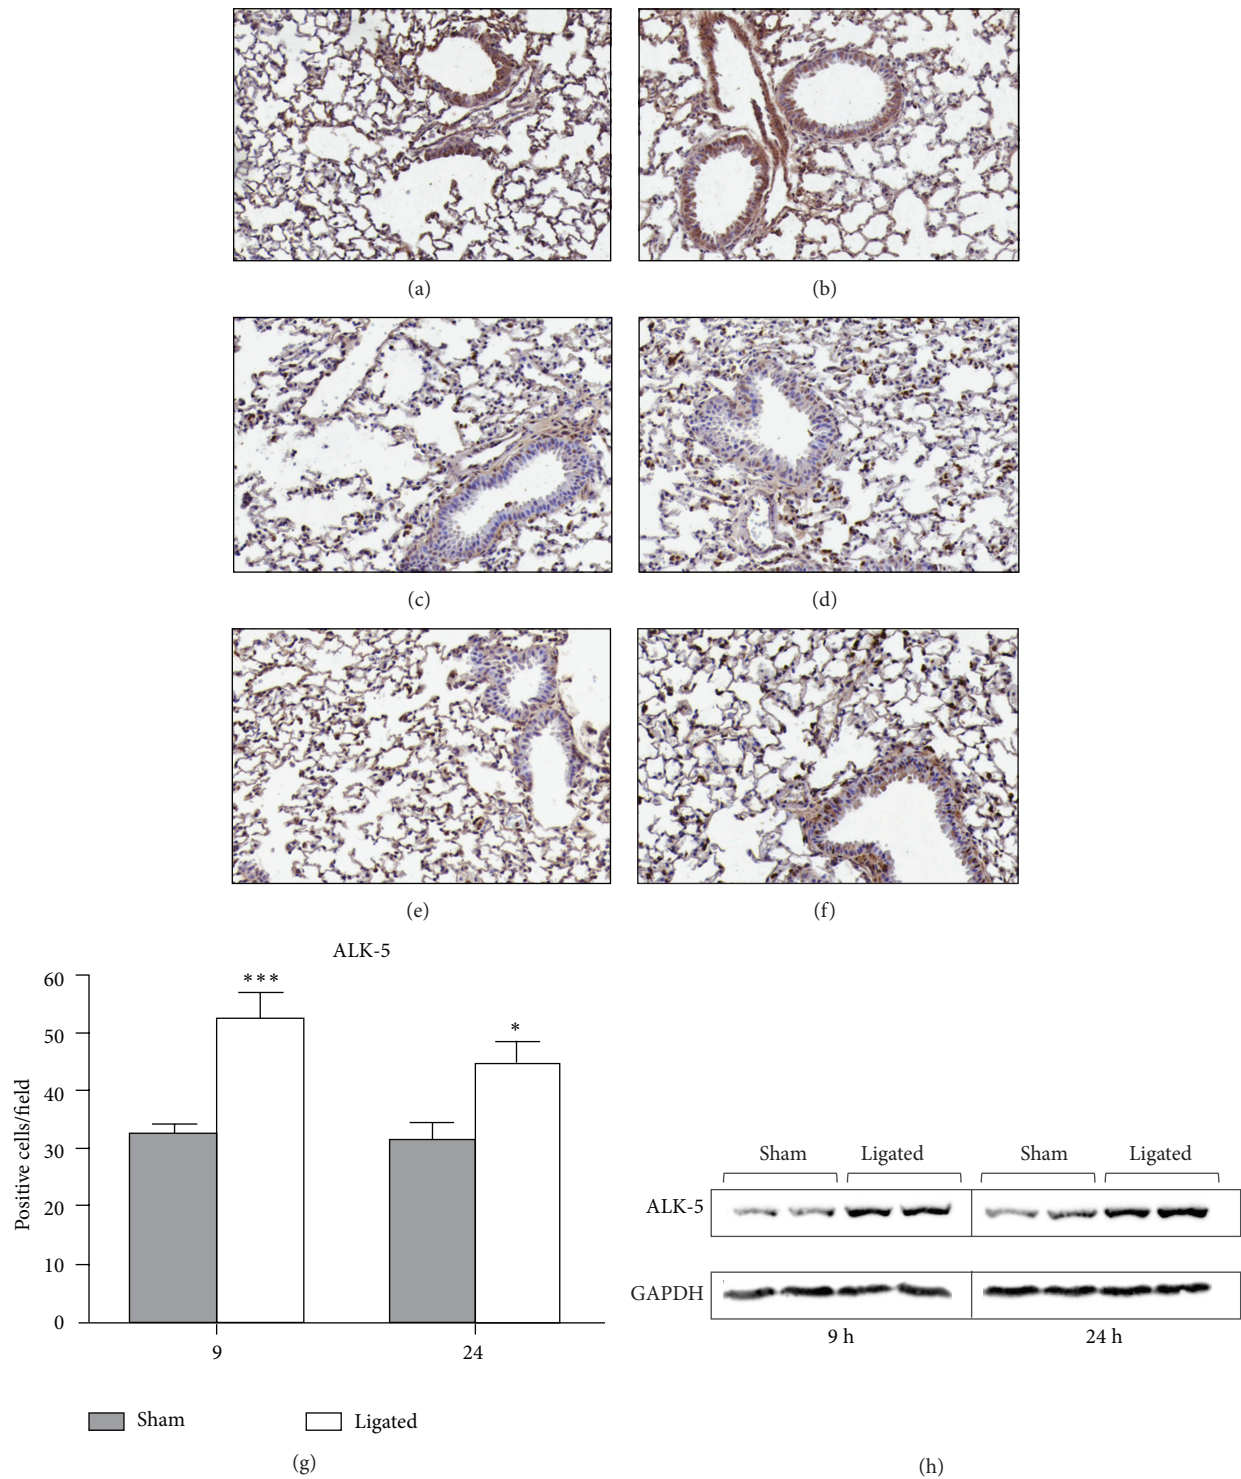 (a)
(b)
(c)
(d)
(e)
(f)
ALK-5
***
*
60
50
40
30
20
10
0
Positive cells/field
9
24
Sham
Ligated
(g)
Sham
Ligated
Sham
Ligated
ALK-5
GAPDH
9 h
24 h
(h)